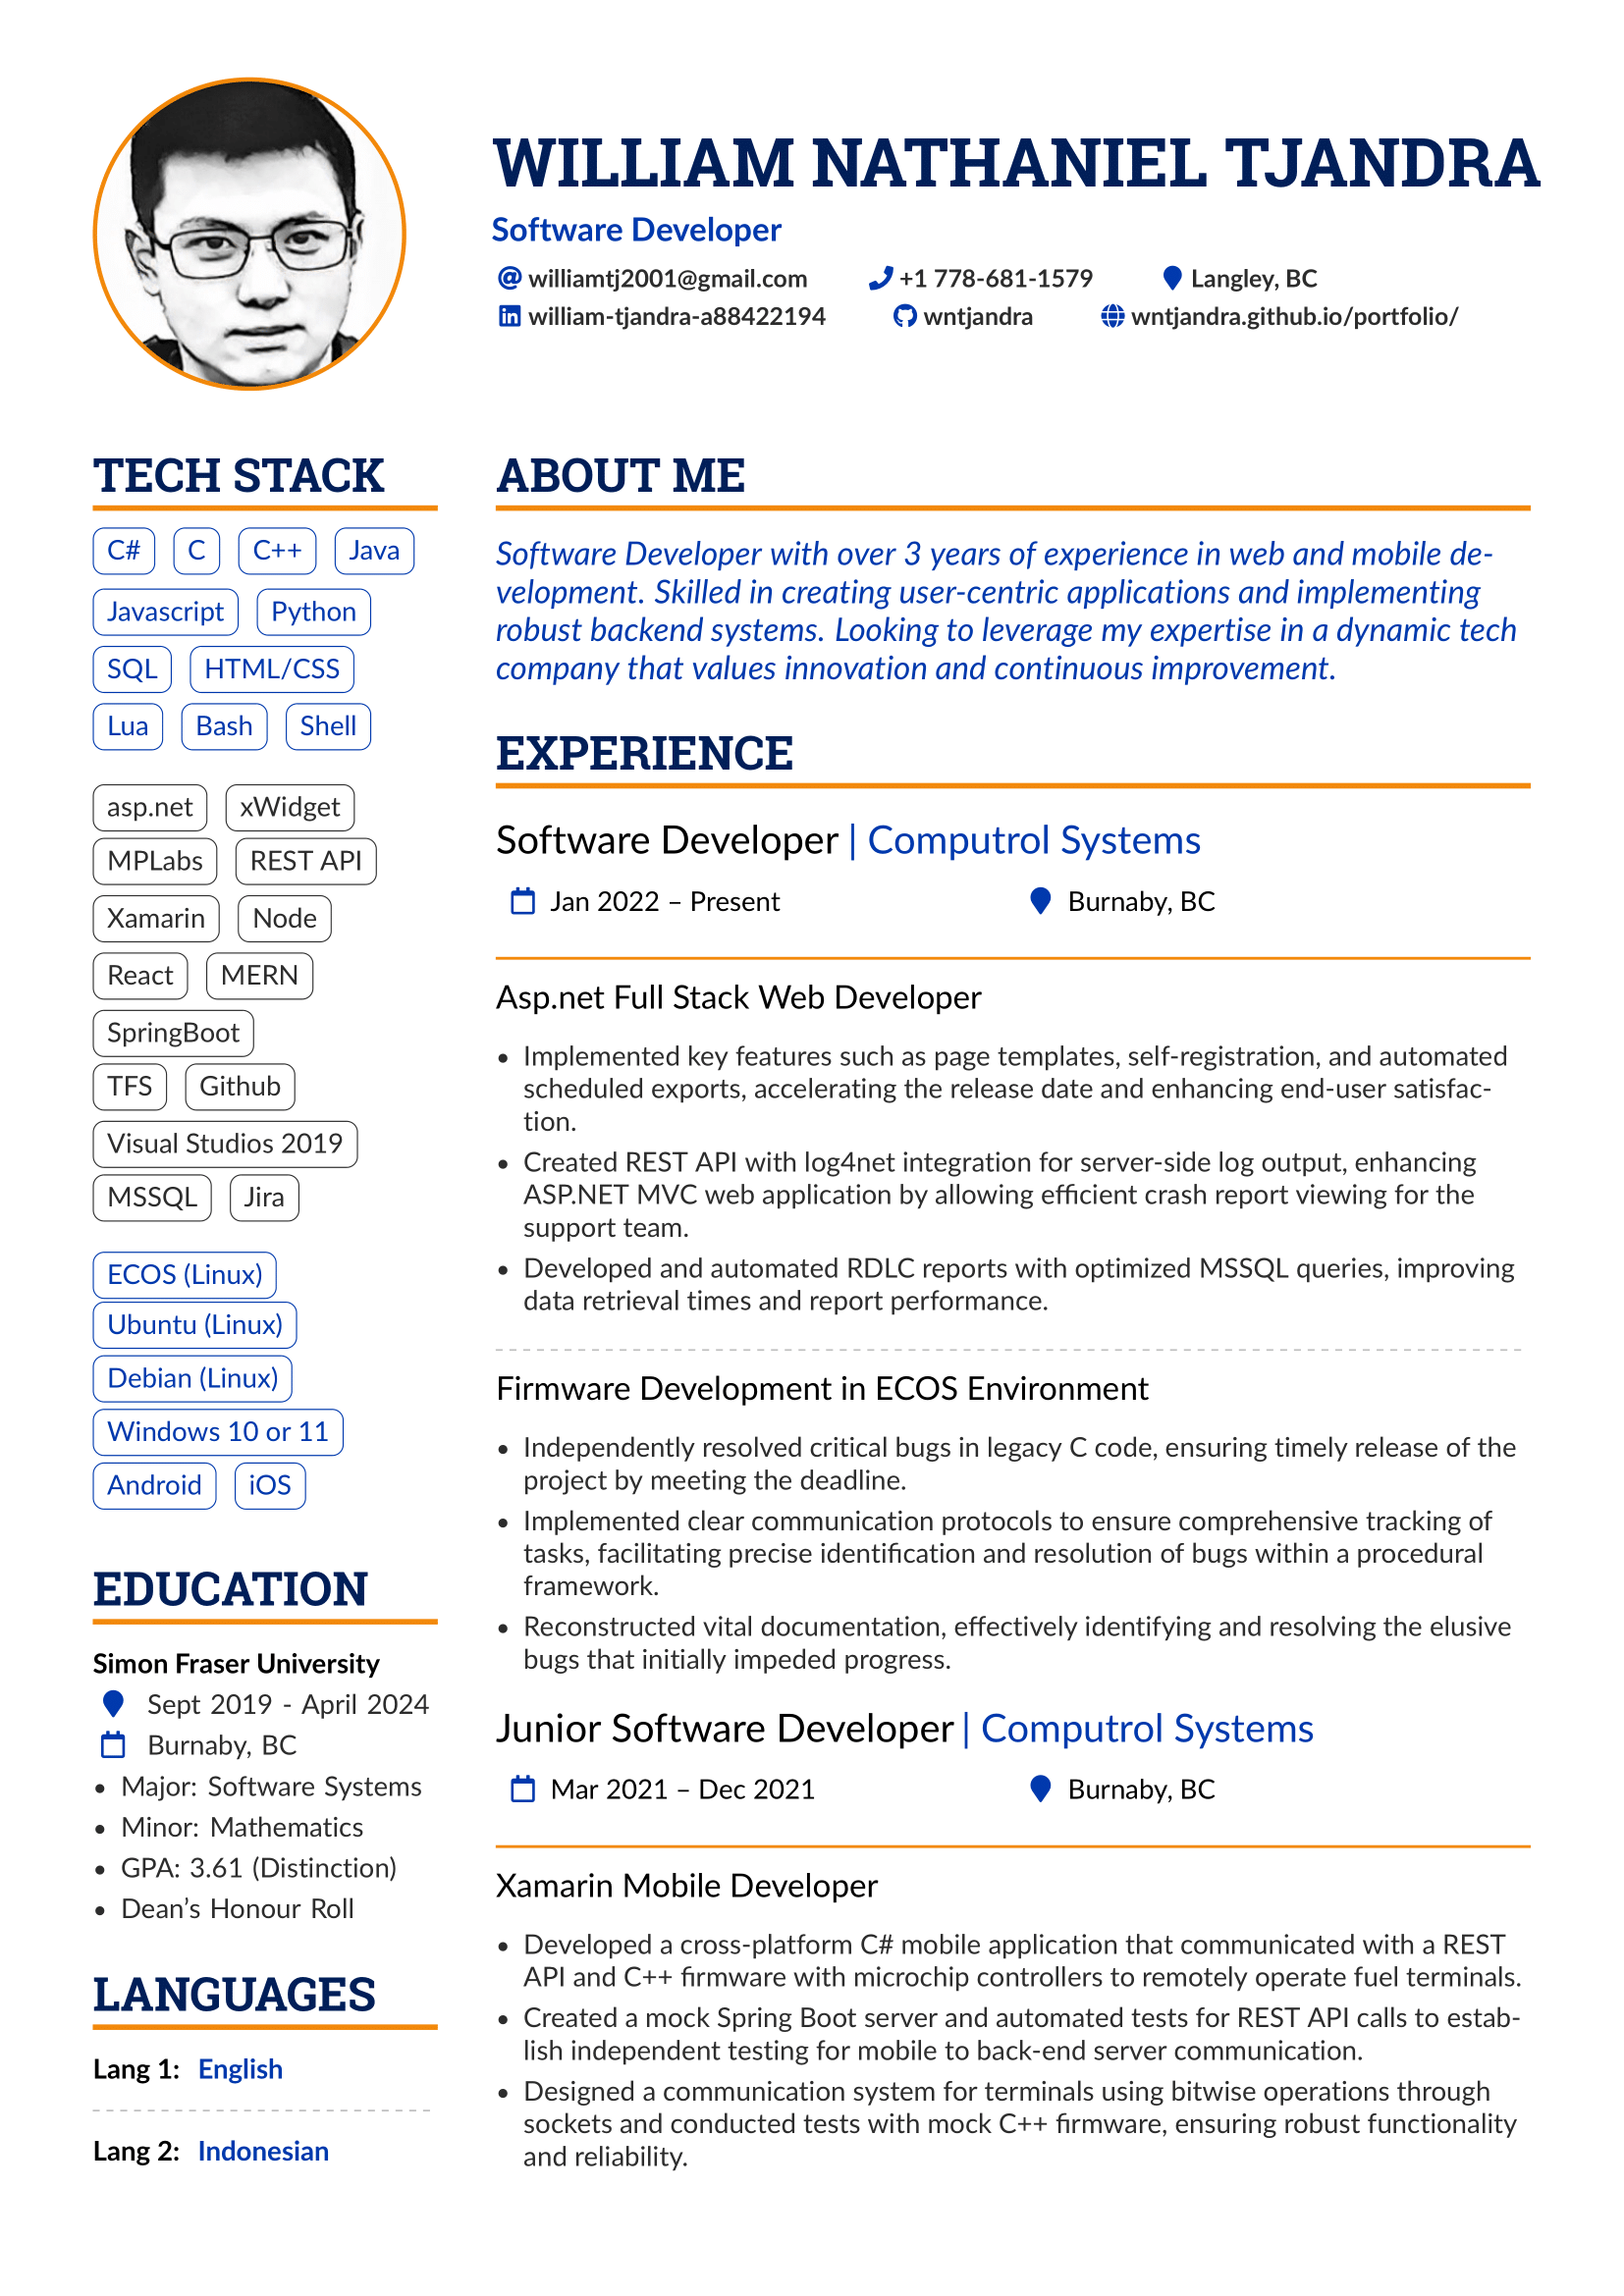 WILLIAM NATHANIEL TJANDRA
Software Developer
williamtj2001@gmail.com +1 778-681-1579 Langley, BC
william-tjandra-a88422194 wntjandra wntjandra.github.io/portfolio/
TECH STACK
C# C C++ Java
Javascript Python
SQL HTML/CSS
Lua Bash Shell
asp.net xWidget
MPLabs REST API
Xamarin Node
React MERN
SpringBoot
TFS Github
Visual Studios 2019
MSSQL Jira
ECOS (Linux)
Ubuntu (Linux)
Debian (Linux)
Windows 10 or 11
Android iOS
EDUCATION
Simon Fraser University
Sept 2019 - April 2024
Burnaby, BC
• Major: Software Systems
• Minor: Mathematics
• GPA: 3.61 (Distinction)
• Dean's Honour Roll
LANGUAGES
Lang 1: English
Lang 2: Indonesian
ABOUT ME
Software Developer with over 3 years of experience in web and mobile de-
velopment. Skilled in creating user-centric applications and implementing
robust backend systems. Looking to leverage my expertise in a dynamic tech
company that values innovation and continuous improvement.
EXPERIENCE
Software Developer | Computrol Systems
Jan 2022 – Present Burnaby, BC
Asp.net Full Stack Web Developer
• Implemented key features such as page templates, self-registration, and automated
scheduled exports, accelerating the release date and enhancing end-user satisfac-
tion.
• Created REST API with log4net integration for server-side log output, enhancing
ASP.NET MVC web application by allowing efficient crash report viewing for the
support team.
• Developed and automated RDLC reports with optimized MSSQL queries, improving
data retrieval times and report performance.
Firmware Development in ECOS Environment
• Independently resolved critical bugs in legacy C code, ensuring timely release of the
project by meeting the deadline.
• Implemented clear communication protocols to ensure comprehensive tracking of
tasks, facilitating precise identification and resolution of bugs within a procedural
framework.
• Reconstructed vital documentation, effectively identifying and resolving the elusive
bugs that initially impeded progress.
Junior Software Developer | Computrol Systems
Mar 2021 – Dec 2021 Burnaby, BC
Xamarin Mobile Developer
• Developed a cross-platform C# mobile application that communicated with a REST
API and C++ firmware with microchip controllers to remotely operate fuel terminals.
• Created a mock Spring Boot server and automated tests for REST API calls to estab-
lish independent testing for mobile to back-end server communication.
• Designed a communication system for terminals using bitwise operations through
sockets and conducted tests with mock C++ firmware, ensuring robust functionality
and reliability.